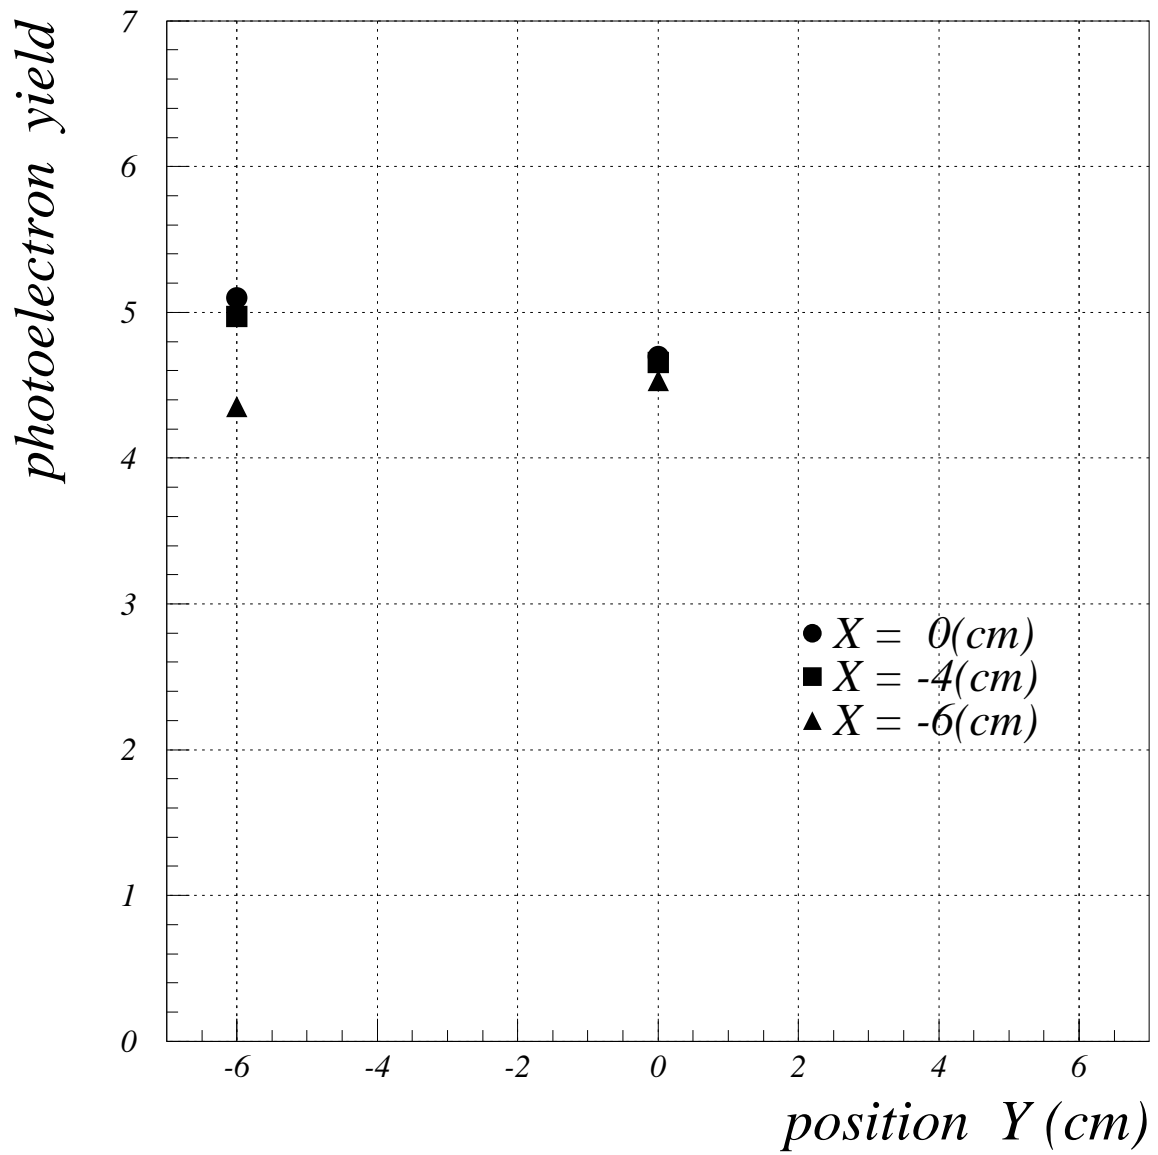 photoelectron yield
7
6
5
4
3
2
1
0
X = 0(cm)
X = -4(cm)
X = -6(cm)
-6 -4 -2 0 2 4 6
position Y (cm)